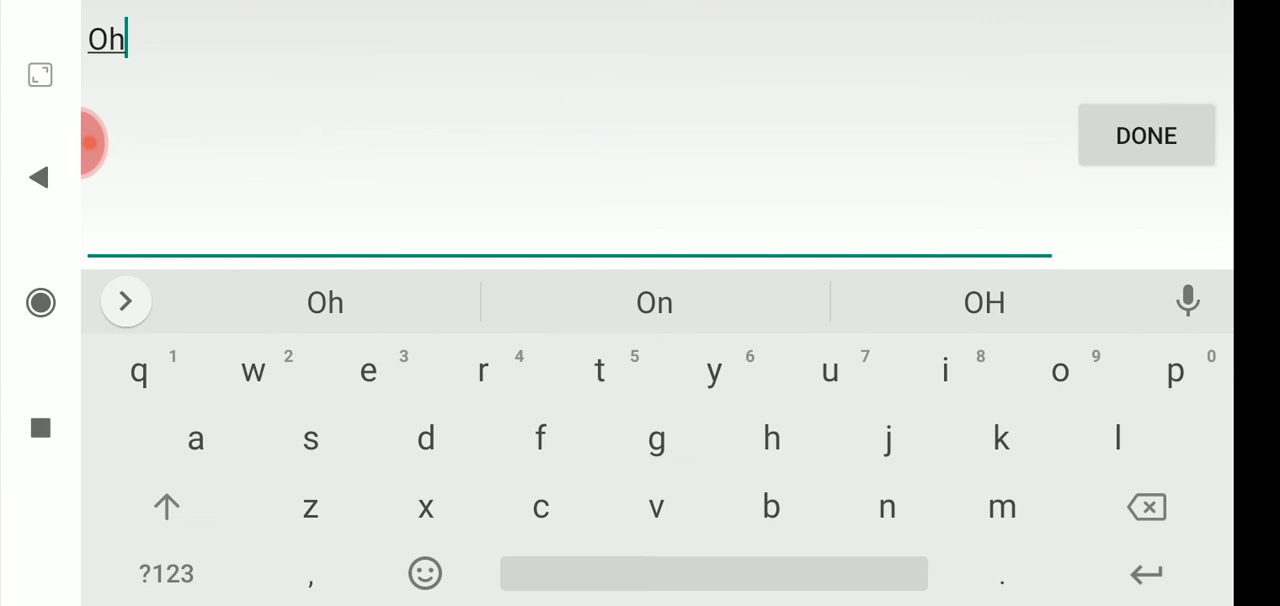 Oh
DONE
Oh On OH
q 1 w 2 e 3 r 4 t 5 y 6 u 7 i 8 o 9 p 0
a s d f g h j k l
z x c v b n m
?123 , .